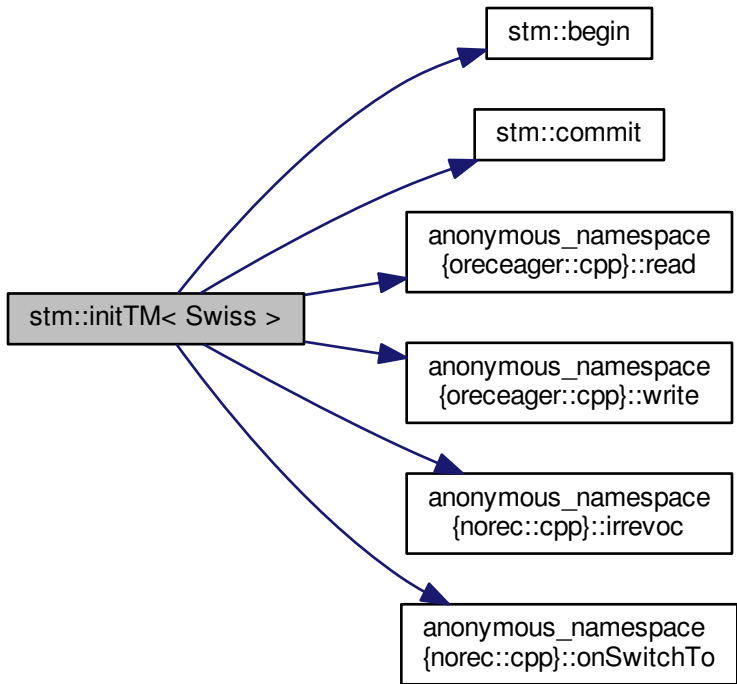 stm::begin
stm::commit
anonymous_namespace
{oreceager::cpp}::read
stm::initTM< Swiss >
anonymous_namespace
{oreceager::cpp}::write
anonymous_namespace
{norec::cpp}::irrevoc
anonymous_namespace
{norec::cpp}::onSwitchTo